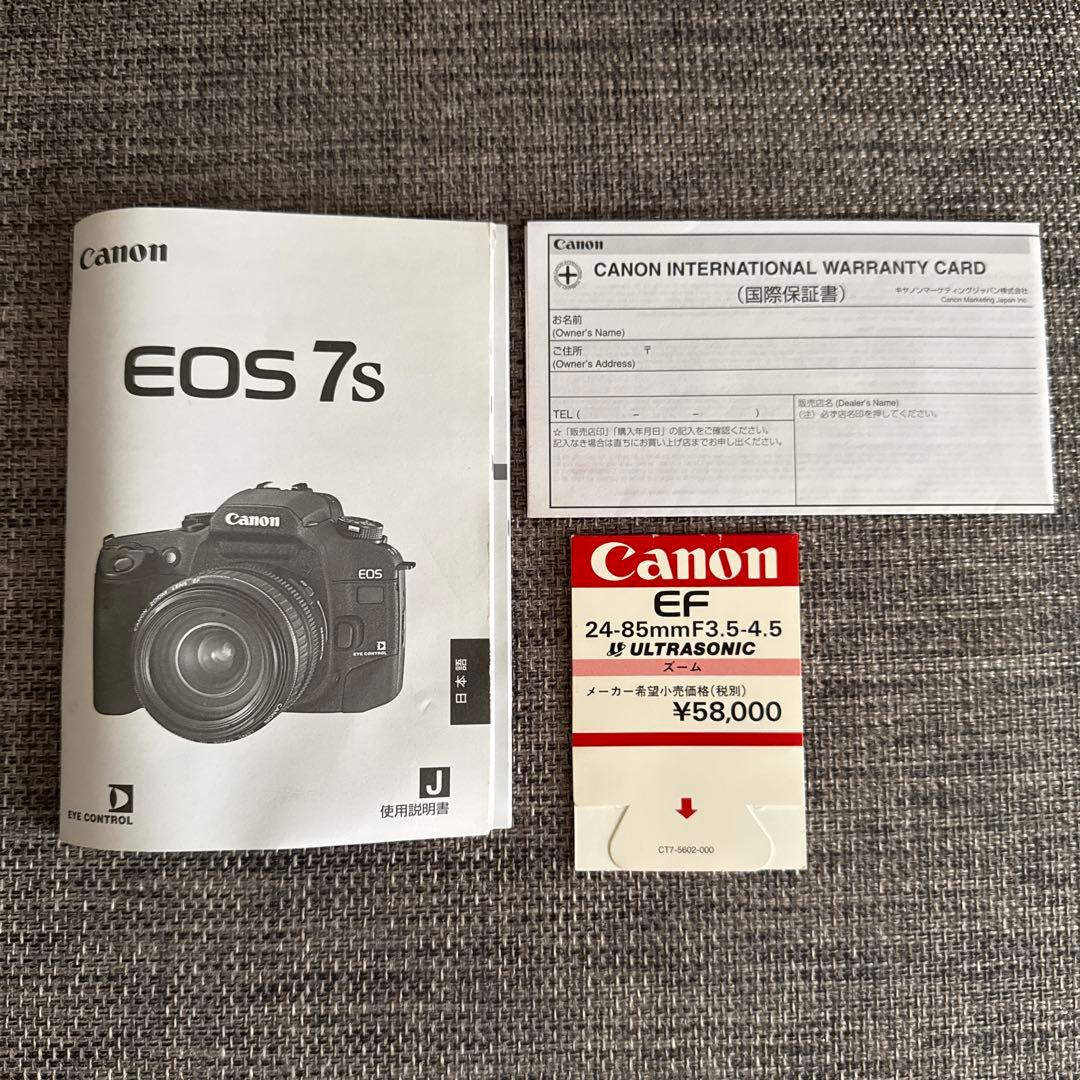 Canon
EOS 7s
Canon
EOS
CANON ZOOM LENS EF
EYE CONTROL
日本語
EYE CONTROL
J
使用説明書
Canon
CANON INTERNATIONAL WARRANTY CARD
(国際保証書)
キヤノンマーケティングジャパン株式会社
Canon Marketing Japan Inc.
お名前
(Owner's Name)
ご住所 〒
(Owner's Address)
TEL ( – – )
販売店名 (Dealer's Name)
(注) 必ず店名印を押してください。
☆「販売店印」「購入年月日」の記入をご確認ください。
記入なき場合は直ちにお買い上げ店までお申し出ください。
Canon
EF
24-85mmF3.5-4.5
ULTRASONIC
ズーム
メーカー希望小売価格(税別)
¥58,000
CT7-5602-000